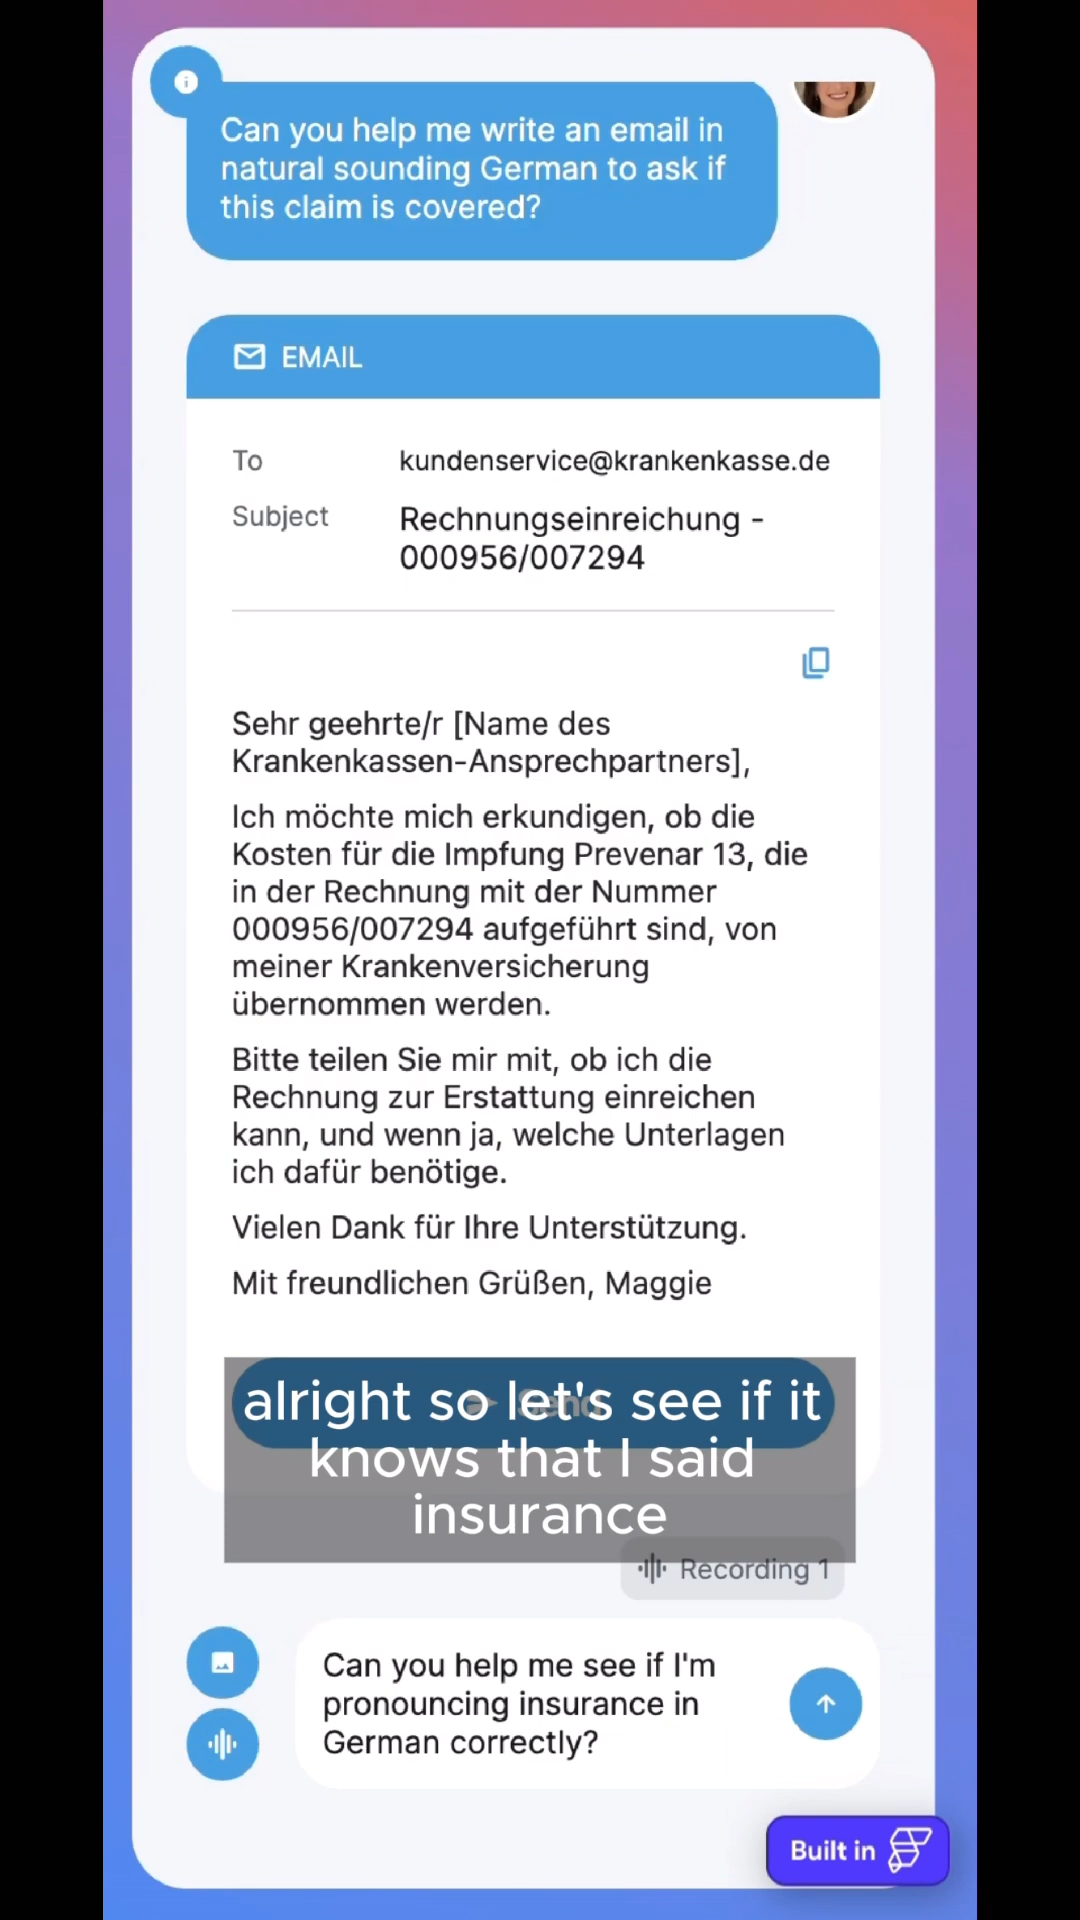 Can you help me write an email in
natural sounding German to ask if
this claim is covered?
EMAIL
To
kundenservice@krankenkasse.de
Subject
Rechnungseinreichung -
000956/007294
Sehr geehrte/r [Name des
Krankenkassen-Ansprechpartners],
Ich möchte mich erkundigen, ob die
Kosten für die Impfung Prevenar 13, die
in der Rechnung mit der Nummer
000956/007294 aufgeführt sind, von
meiner Krankenversicherung
übernommen werden.
Bitte teilen Sie mir mit, ob ich die
Rechnung zur Erstattung einreichen
kann, und wenn ja, welche Unterlagen
ich dafür benötige.
Vielen Dank für Ihre Unterstützung.
Mit freundlichen Grüßen, Maggie
Send
alright so let's see if it
knows that I said
insurance
Recording 1
Can you help me see if I'm
pronouncing insurance in
German correctly?
Built in